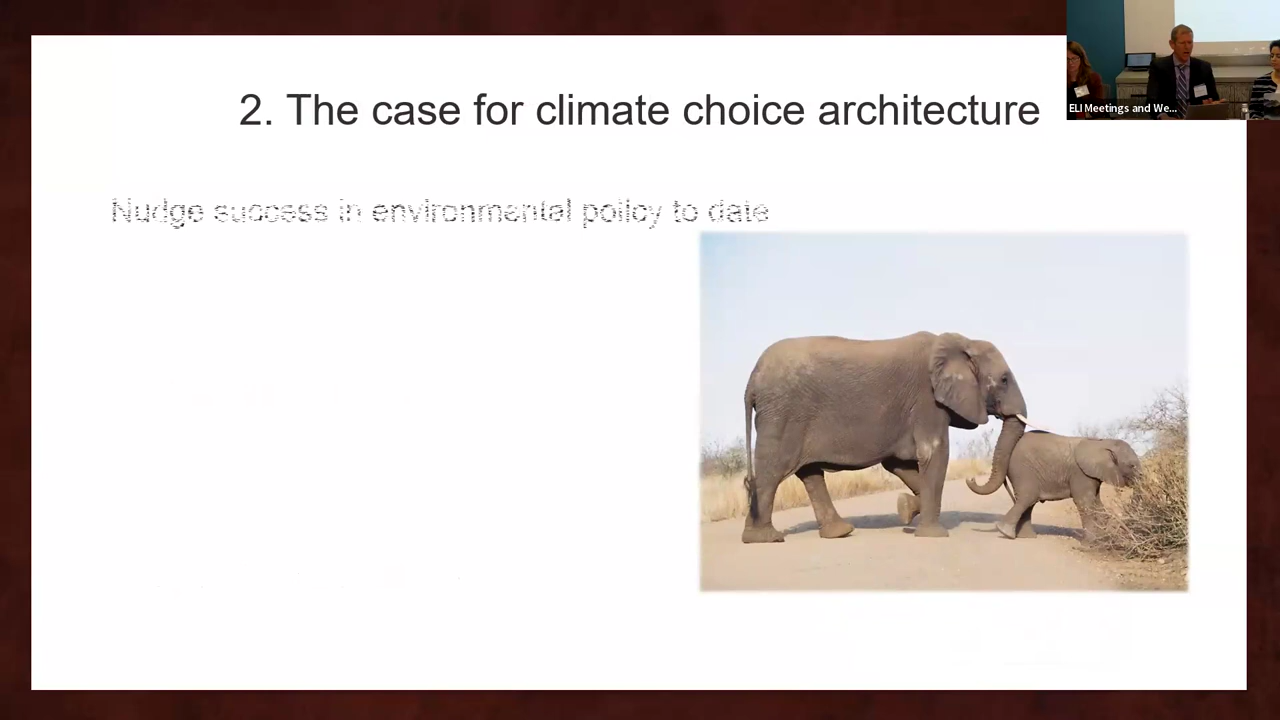 2. The case for climate choice architecture
ELI Meetings and We...
Nudge success in environmental policy to date